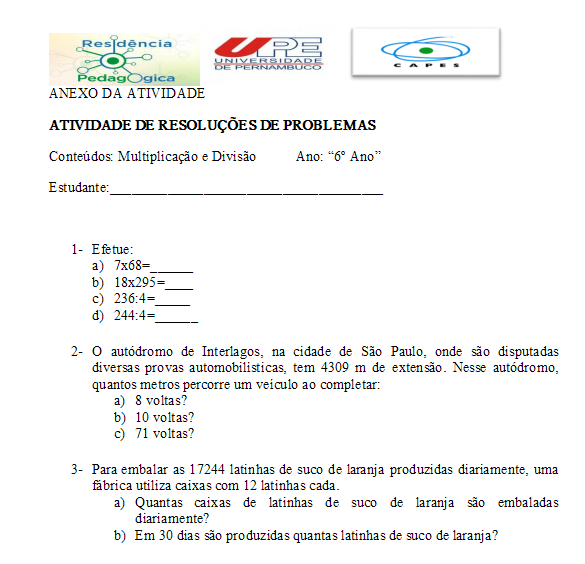 Residência
Pedagógica
UPE
UNIVERSIDADE
DE PERNAMBUCO
CAPES
ANEXO DA ATIVIDADE
ATIVIDADE DE RESOLUÇÕES DE PROBLEMAS
Conteúdos: Multiplicação e Divisão Ano: “6º Ano”
Estudante:_______________________________________
1- Efetue:
a) 7x68=______
b) 18x295=____
c) 236:4=_____
d) 244:4=______
2- O autódromo de Interlagos, na cidade de São Paulo, onde são disputadas
diversas provas automobilísticas, tem 4309 m de extensão. Nesse autódromo,
quantos metros percorre um veículo ao completar:
a) 8 voltas?
b) 10 voltas?
c) 71 voltas?
3- Para embalar as 17244 latinhas de suco de laranja produzidas diariamente, uma
fábrica utiliza caixas com 12 latinhas cada.
a) Quantas caixas de latinhas de suco de laranja são embaladas
diariamente?
b) Em 30 dias são produzidas quantas latinhas de suco de laranja?